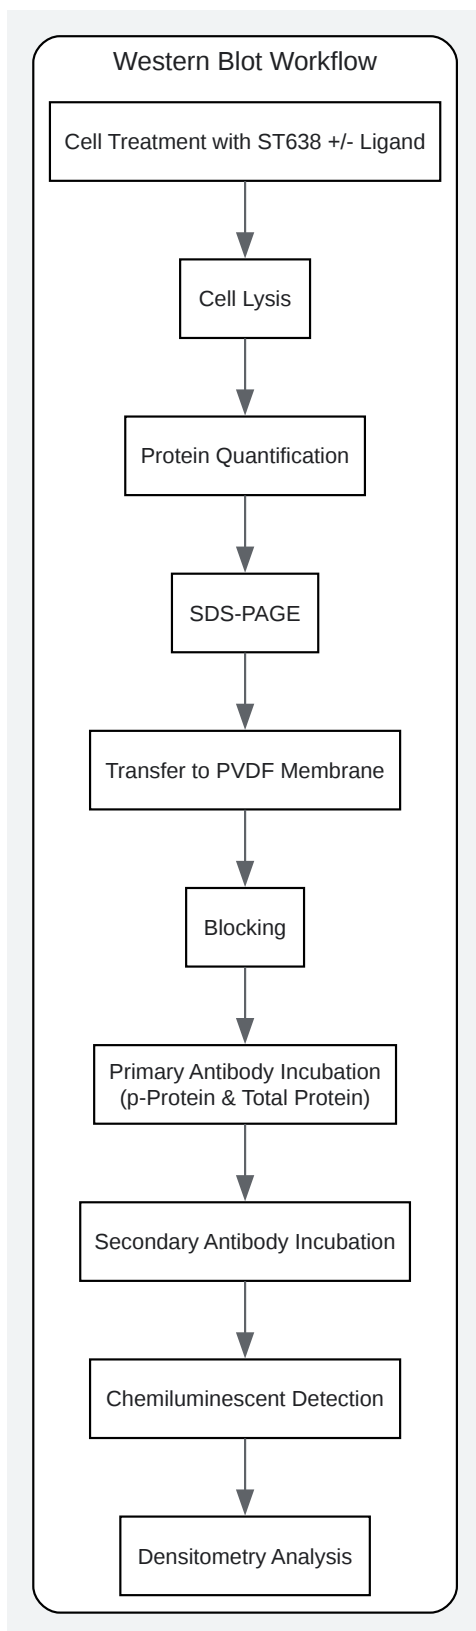 Western Blot Workflow
Cell Treatment with ST638 +/- Ligand
Cell Lysis
Protein Quantification
SDS-PAGE
Transfer to PVDF Membrane
Blocking
Primary Antibody Incubation
(p-Protein & Total Protein)
Secondary Antibody Incubation
Chemiluminescent Detection
Densitometry Analysis